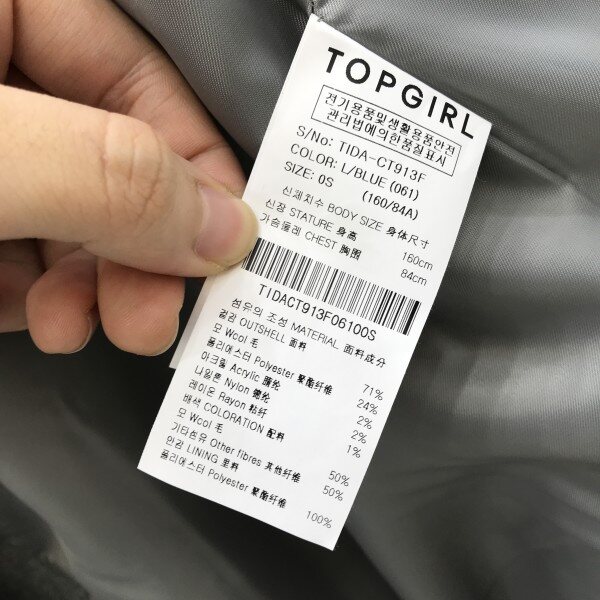 TOPGIRL
전기용품및생활용품안전
관리법에의한품질표시
S/No: TIDA-CT913F
COLOR: L/BLUE (061)
SIZE: 0S (160/84A)
신체치수 BODY SIZE 身体尺寸
신장 STATURE 身高 160cm
가슴둘레 CHEST 胸围 84cm
TIDACT913F06100S
섬유의 조성 MATERIAL 面料成分
겉감 OUTSHELL 面料
모 Wool 毛 71%
폴리에스터 Polyester 聚酯纤维 24%
아크릴 Acrylic 腈纶 2%
나일론 Nylon 锦纶 2%
레이온 Rayon 粘纤 1%
배색 COLORATION 配料
모 Wool 毛 50%
기타섬유 Other fibres 其他纤维 50%
안감 LINING 里料
폴리에스터 Polyester 聚酯纤维 100%